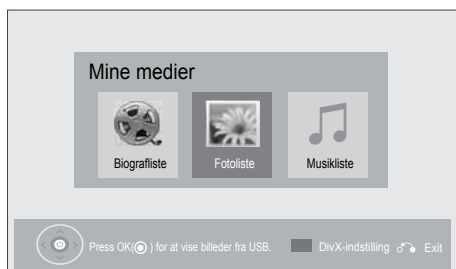 Mine medier
Biografliste Fotoliste Musikliste
Press OK(◉) for at vise billeder fra USB. DivX-indstilling Exit